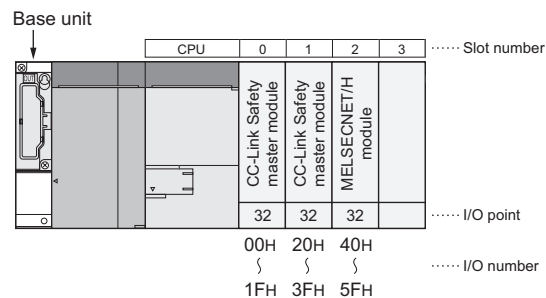 Base unit
CPU 0 1 2 3 ······ Slot number
OUT
CC-Link Safety
master module
CC-Link Safety
master module
MELSECNET/H
module
32 32 32 ······ I/O point
00H 20H 40H
∫ ∫ ∫ ······ I/O number
1FH 3FH 5FH